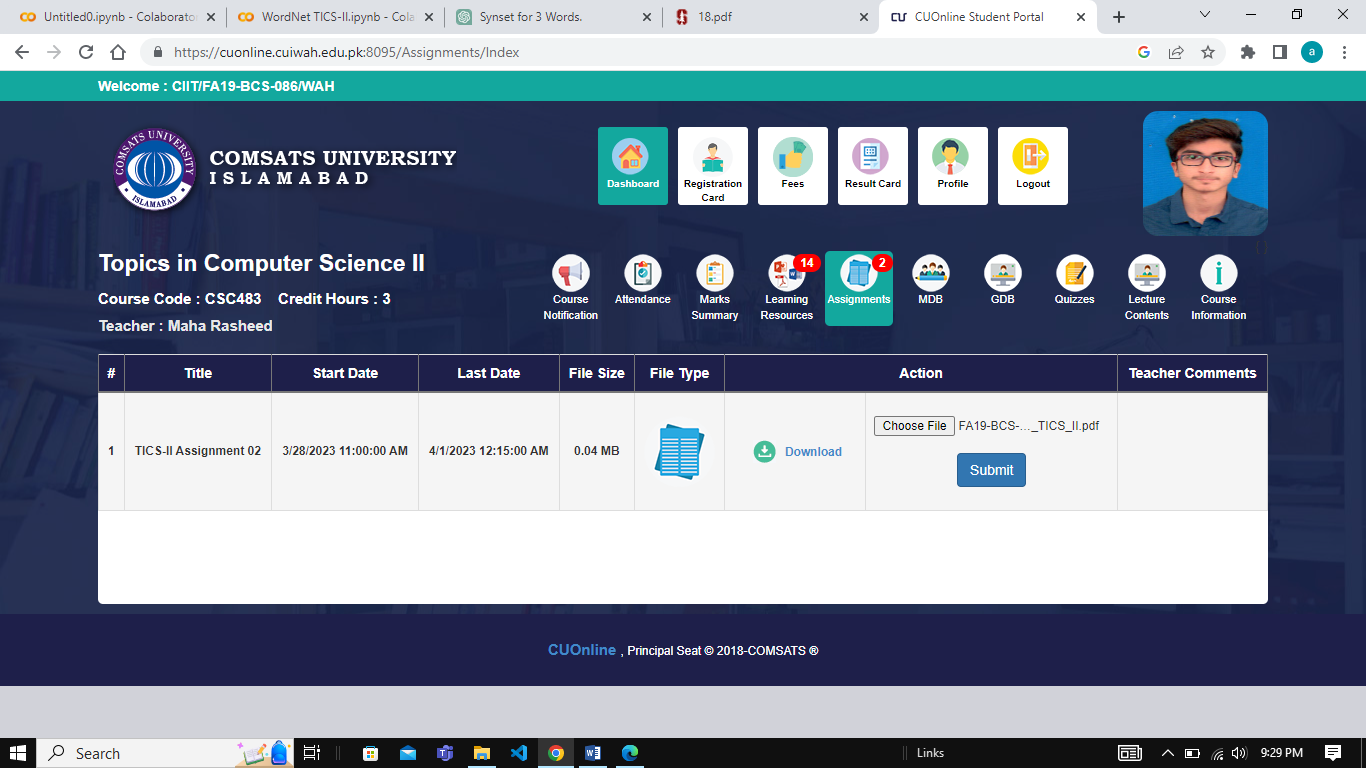 Untitled0.ipynb - Colaborato
WordNet TICS-II.ipynb - Cola
Synset for 3 Words.
18.pdf
CUOnline Student Portal
https://cuonline.cuiwah.edu.pk:8095/Assignments/Index
a
Welcome : CIIT/FA19-BCS-086/WAH
COMSATS UNIVERSITY
ISLAMABAD
COMSATS UNIVERSITY
ISLAMABAD
Dashboard
Registration
Card
Fees
Result Card
Profile
Logout
Topics in Computer Science II
Course Code : CSC483 Credit Hours : 3
Teacher : Maha Rasheed
Course
Notification
Attendance
Marks
Summary
14
Learning
Resources
2
Assignments
MDB
GDB
Quizzes
Lecture
Contents
Course
Information
# Title Start Date Last Date File Size File Type Action Teacher Comments
1 TICS-II Assignment 02 3/28/2023 11:00:00 AM 4/1/2023 12:15:00 AM 0.04 MB Download
Choose File FA19-BCS-..._TICS_II.pdf
Submit
CUOnline , Principal Seat © 2018-COMSATS ®
Search
Links
9:29 PM